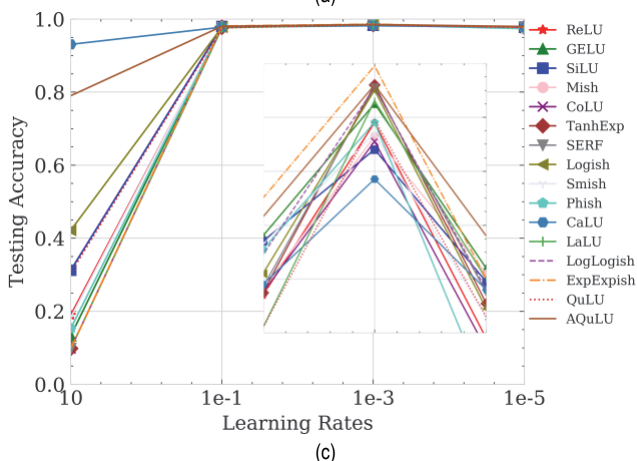 (a)
1.0
0.8
0.6
0.4
0.2
0.0
Testing Accuracy
10
1e-1
1e-3
1e-5
Learning Rates
ReLU
GELU
SiLU
Mish
CoLU
TanhExp
SERF
Logish
Smish
Phish
CaLU
LaLU
LogLogish
ExpExpish
QuLU
AQuLU
(c)